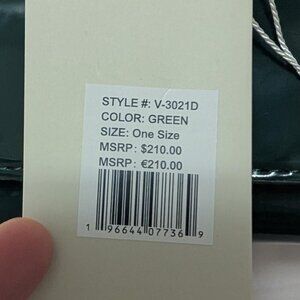 STYLE #: V-3021D
COLOR: GREEN
SIZE: One Size
MSRP: $210.00
MSRP : €210.00
1 96644 07736 9